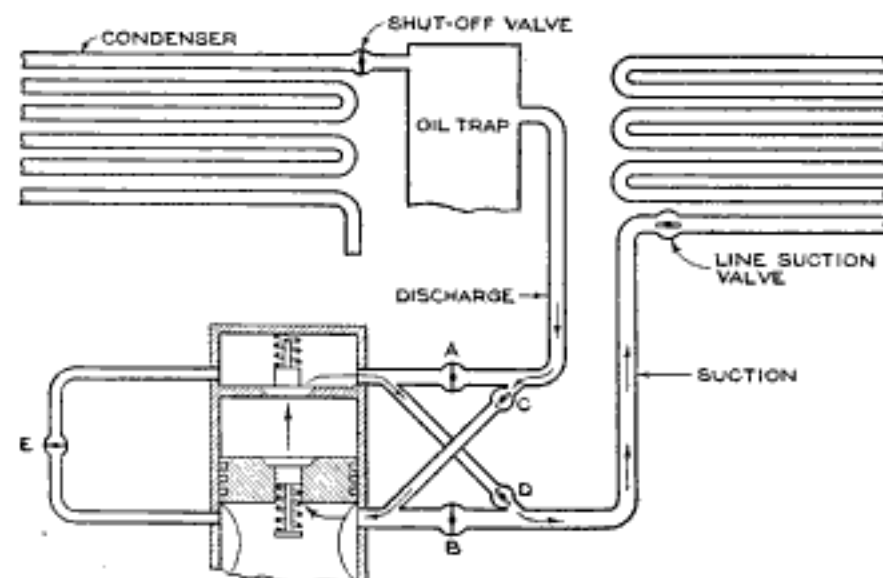 SHUT-OFF VALVE
CONDENSER
OIL TRAP
LINE SUCTION
VALVE
DISCHARGE
A
SUCTION
C
E
D
B